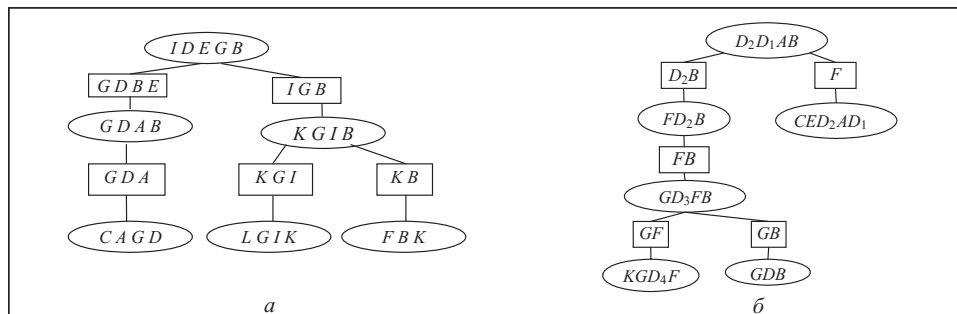 I D E G B
G D B E
I G B
G D A B
K G I B
G D A
K G I
K B
C A G D
L G I K
F B K
а
D₂D₁AB
D₂B
F
FD₂B
CED₂AD₁
FB
GD₃FB
GF
GB
KGD₄F
GDB
б